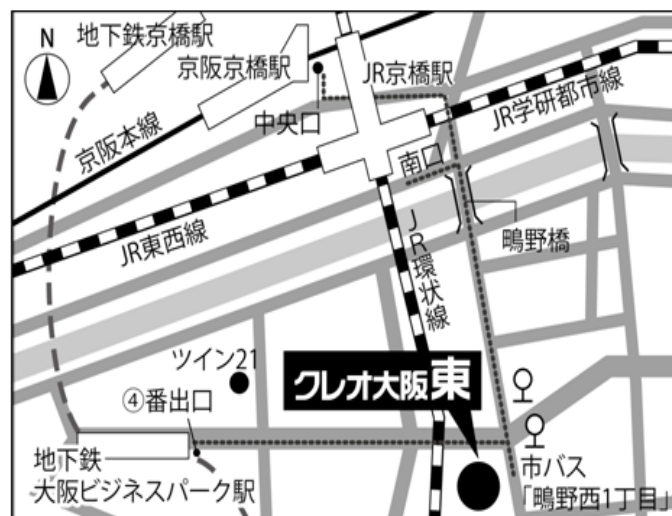 N
地下鉄京橋駅
京阪京橋駅
JR京橋駅
JR学研都市線
中央口
京阪本線
南口
JR東西線
鴫野橋
JR環状線
ツイン21
クレオ大阪東
④番出口
地下鉄
大阪ビジネスパーク駅
市バス
「鴫野西1丁目」